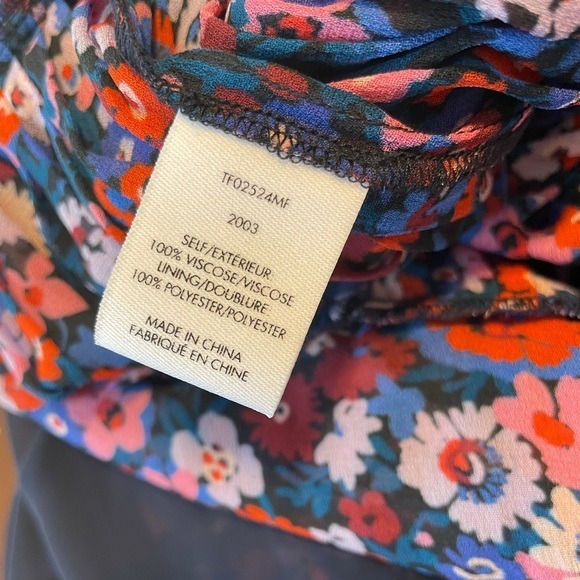 TF02524MF
2003
SELF/EXTÉRIEUR
100% VISCOSE/VISCOSE
LINING/DOUBLURE
100% POLYESTER/POLYESTER
MADE IN CHINA
FABRIQUÉ EN CHINE